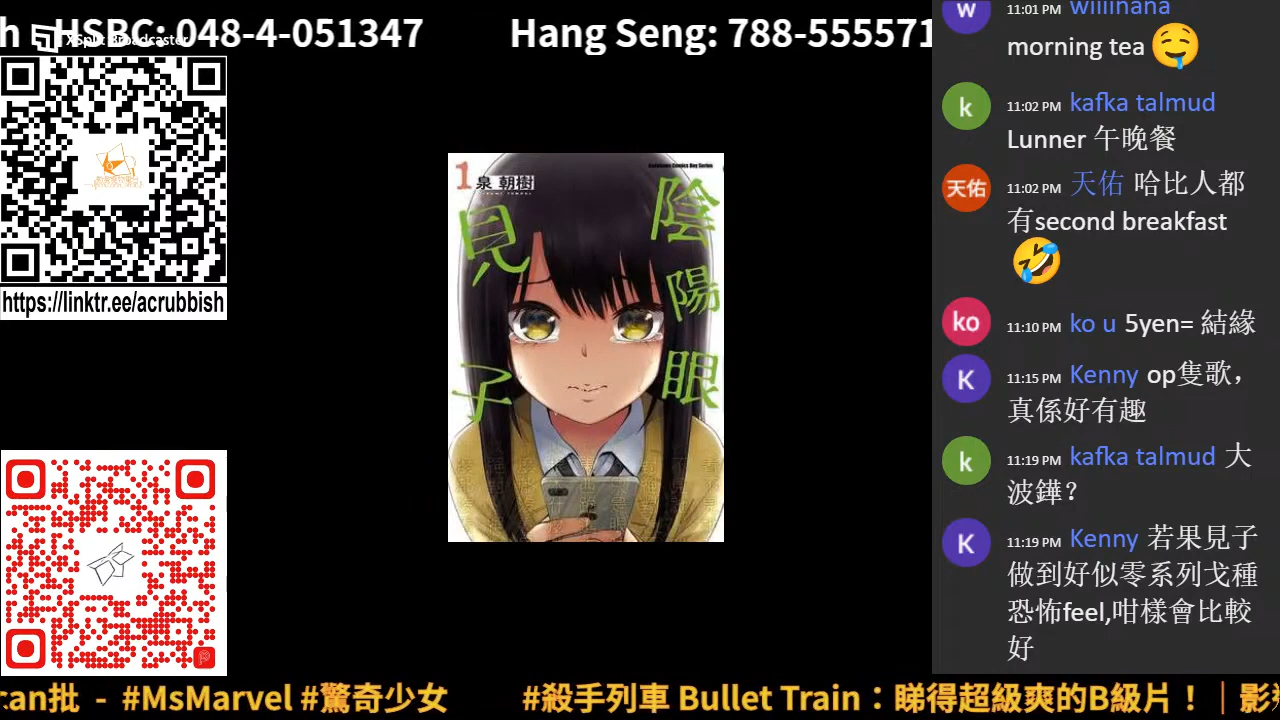 h HSBC: 048-4-051347 Hang Seng: 788-555571
XSplit Broadcaster
https://linktr.ee/acrubbish
1 泉 朝樹
陰陽眼
見子
11:01 PM willihana
morning tea 🤤
11:02 PM kafka talmud
Lunner 午晚餐
11:02 PM 天佑 哈比人都
有second breakfast
🤣
11:10 PM ko u 5yen= 結緣
11:15 PM Kenny op隻歌，
真係好有趣
11:19 PM kafka talmud 大
波鏵？
11:19 PM Kenny 若果見子
做到好似零系列戈種
恐怖feel,咁樣會比較
好
w
k
天佑
ko
K
k
K
can批 - #MsMarvel #驚奇少女 #殺手列車 Bullet Train：睇得超級爽的B級片！｜影